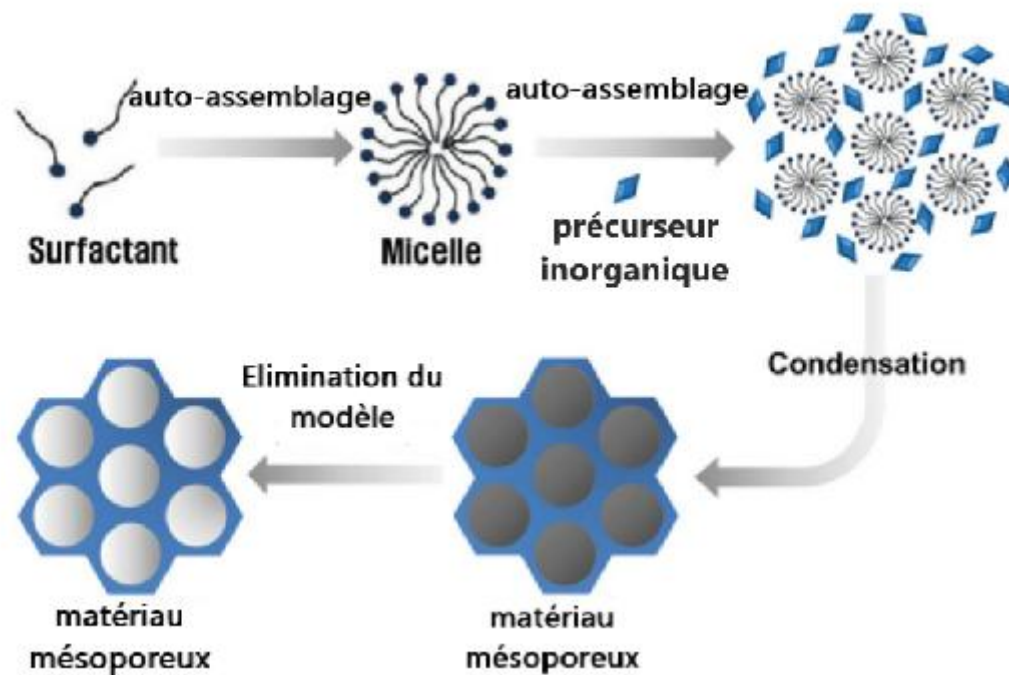 auto-assemblage
auto-assemblage
Surfactant
Micelle
précurseur
inorganique
Condensation
Elimination du
modèle
matériau
mésoporeux
matériau
mésoporeux